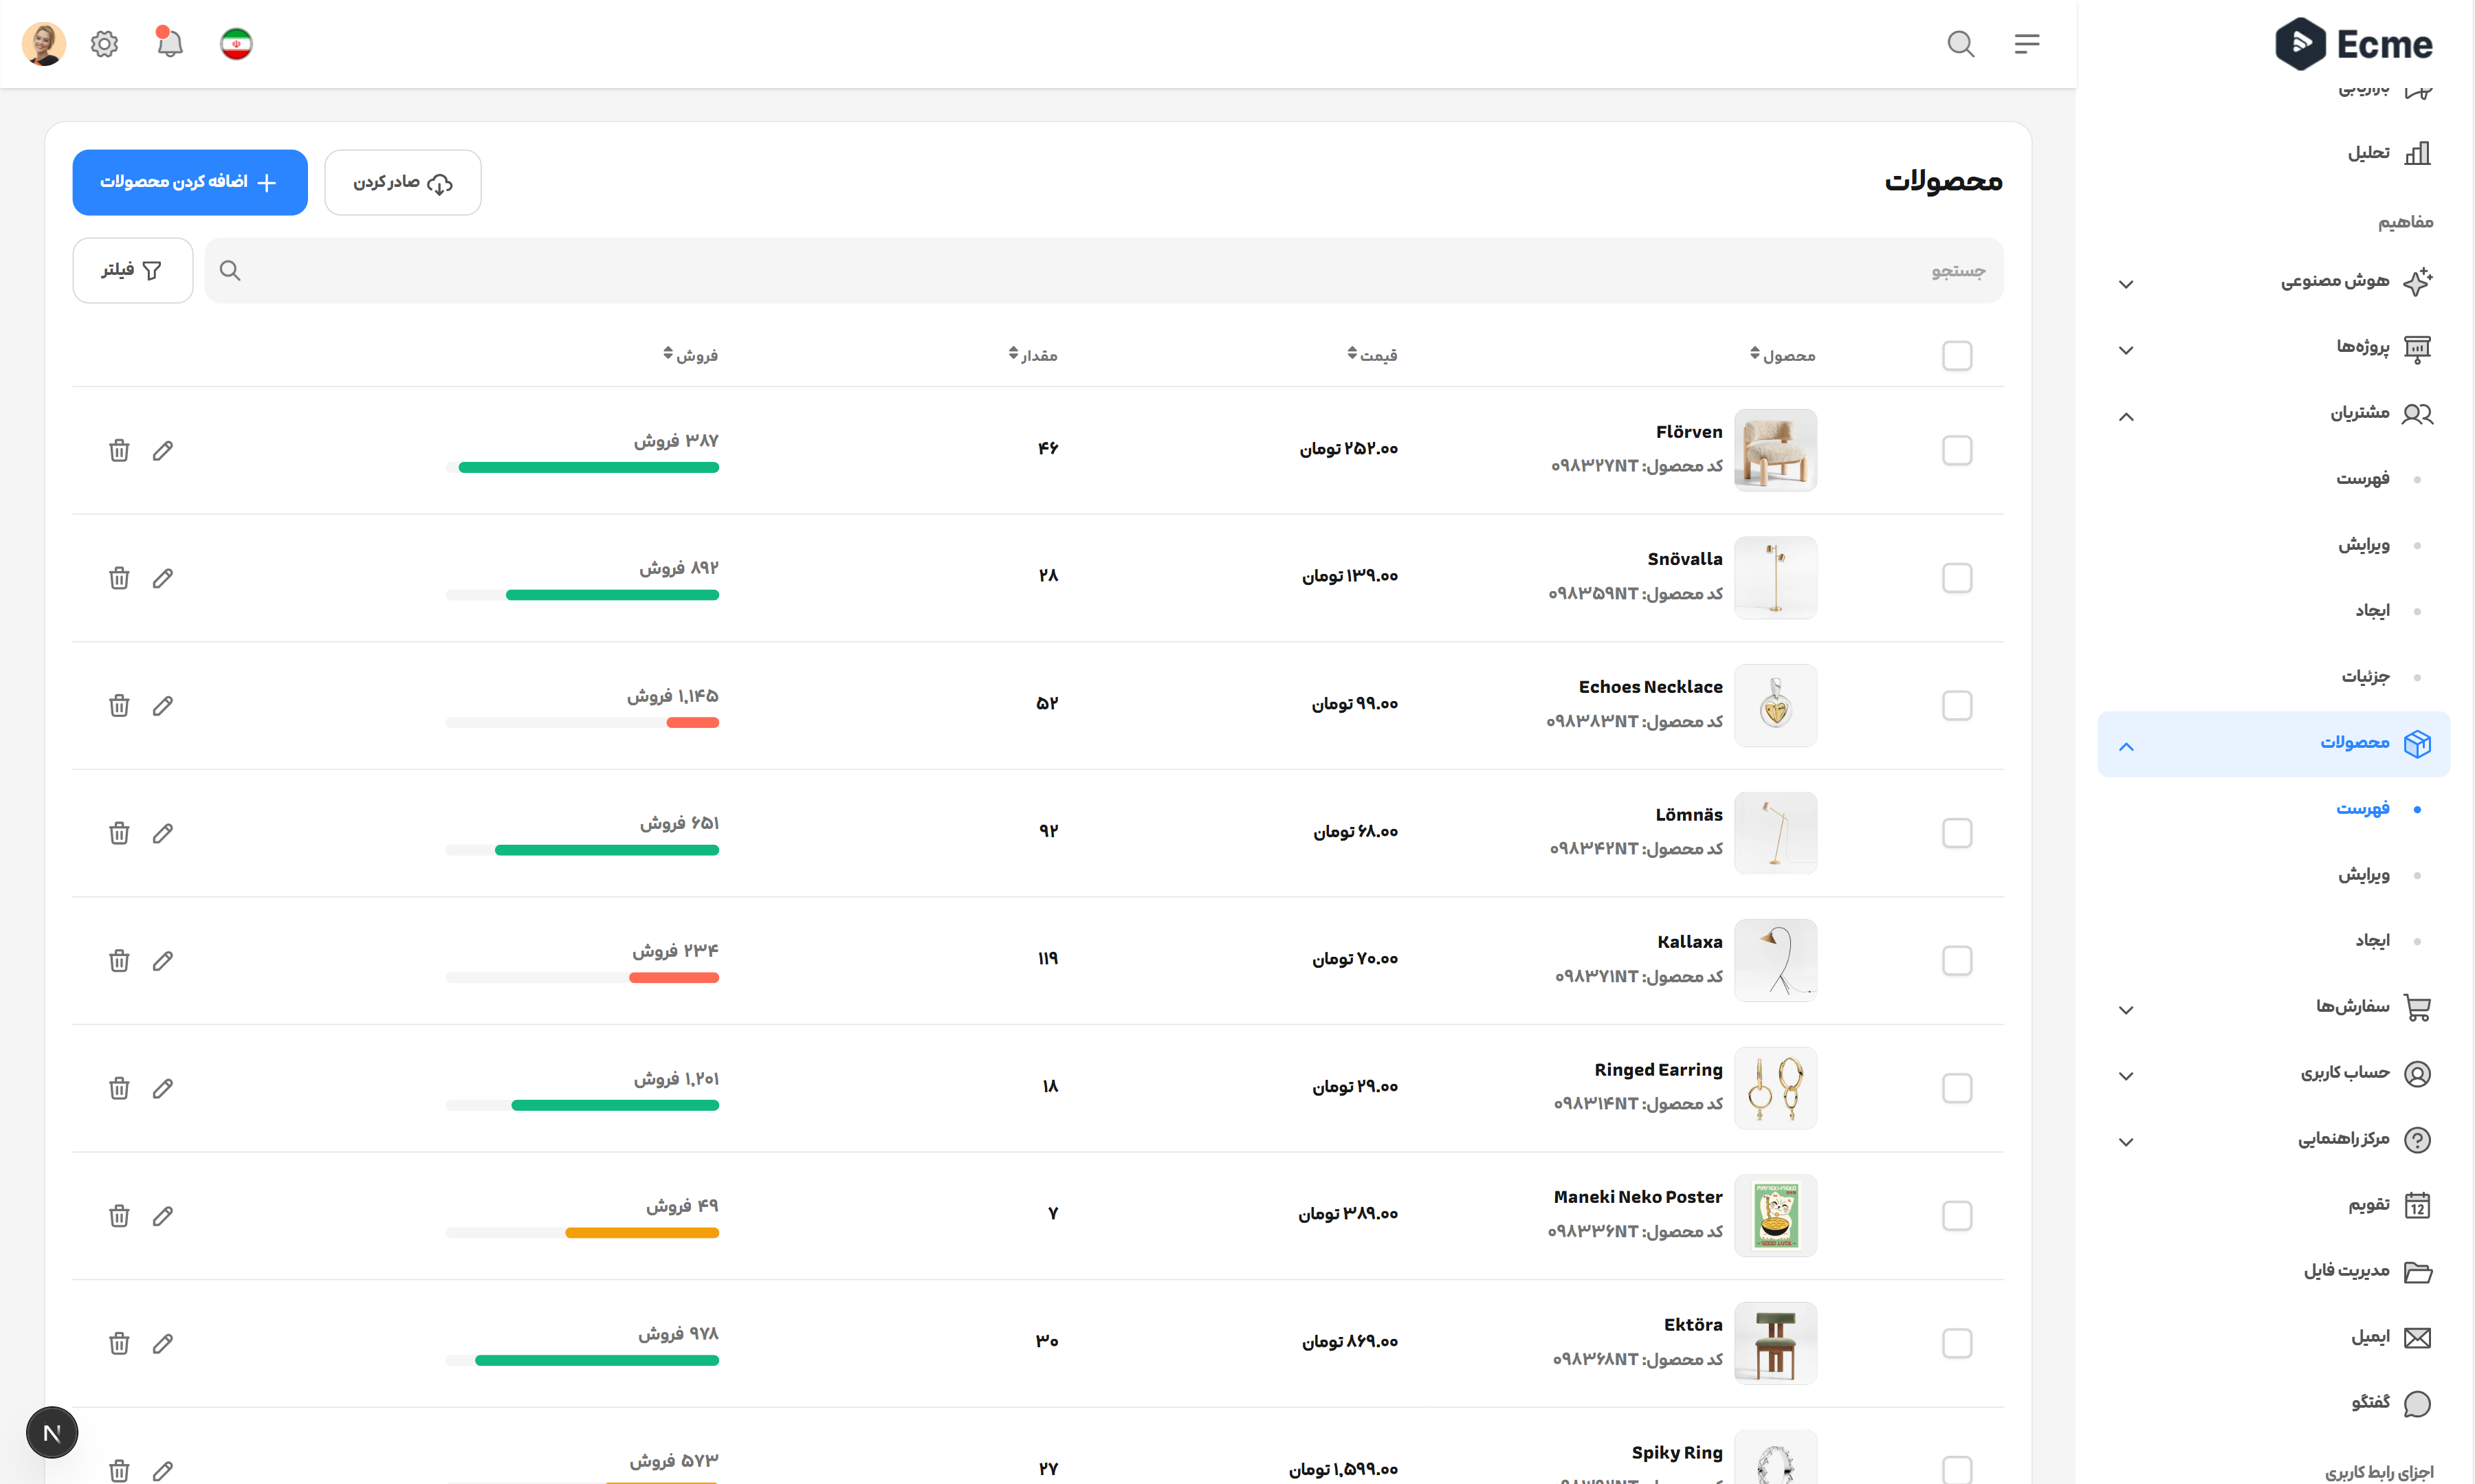 Ecme
تحلیل
مفاهیم
هوش مصنوعی
پروژه‌ها
مشتریان
فهرست
ویرایش
ایجاد
جزئیات
محصولات
فهرست
ویرایش
ایجاد
سفارش‌ها
حساب کاربری
مرکز راهنمایی
تقویم
12
مدیریت فایل
ایمیل
گفتگو
اجزای رابط کاربری
محصولات
صادر کردن
اضافه کردن محصولات
جستجو
فیلتر
محصول قیمت مقدار فروش
Flörven
کد محصول: ۰۹۸۳۲۷NT
۲۵۲.۰۰ تومان
۴۶
۳۸۷ فروش
Snövalla
کد محصول: ۰۹۸۳۵۹NT
۱۳۹.۰۰ تومان
۲۸
۸۹۲ فروش
Echoes Necklace
کد محصول: ۰۹۸۳۸۳NT
۹۹.۰۰ تومان
۵۲
۱,۱۴۵ فروش
Lömnäs
کد محصول: ۰۹۸۳۴۲NT
۶۸.۰۰ تومان
۹۲
۶۵۱ فروش
Kallaxa
کد محصول: ۰۹۸۳۷۱NT
۷۰.۰۰ تومان
۱۱۹
۲۳۴ فروش
Ringed Earring
کد محصول: ۰۹۸۳۱۴NT
۲۹.۰۰ تومان
۱۸
۱,۲۰۱ فروش
Maneki Neko Poster
کد محصول: ۰۹۸۳۳۶NT
۳۸۹.۰۰ تومان
۷
۴۹ فروش
Ektöra
کد محصول: ۰۹۸۳۶۸NT
۸۶۹.۰۰ تومان
۳۰
۹۷۸ فروش
Spiky Ring
۱,۵۹۹.۰۰ تومان
۲۷
۵۷۳ فروش
N